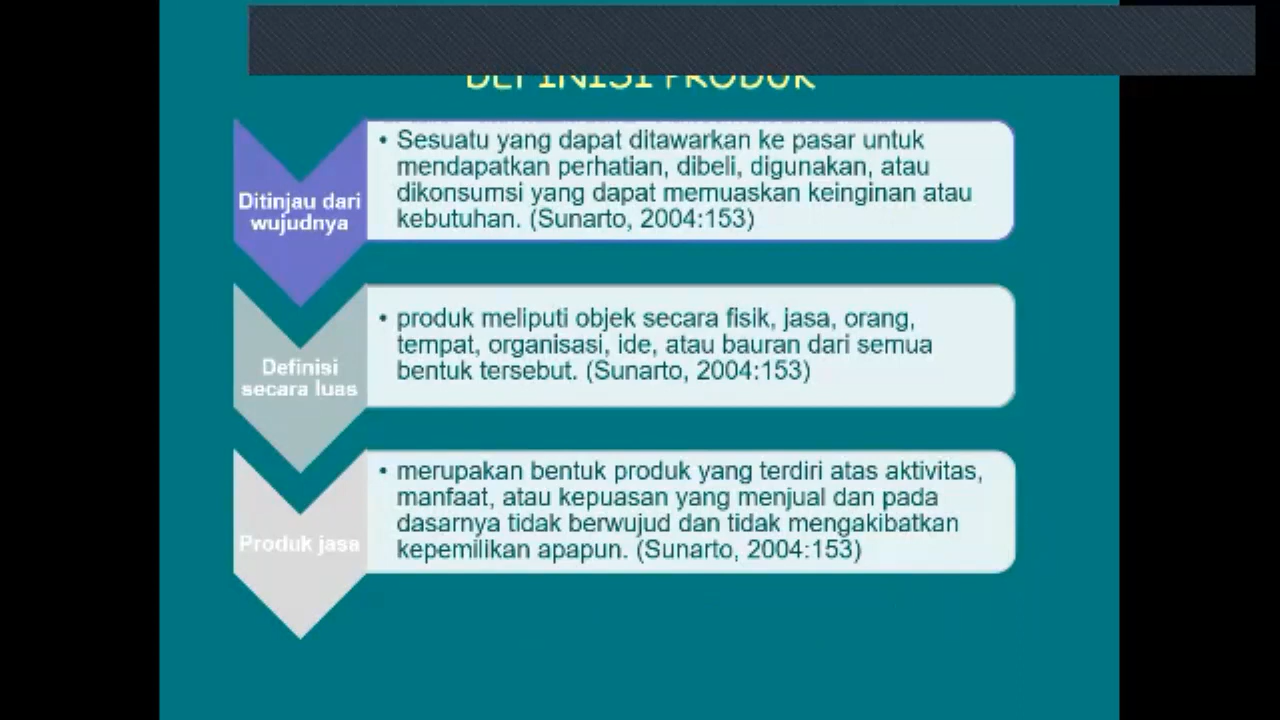 DEFINISI PRODUK
Ditinjau dari
wujudnya
• Sesuatu yang dapat ditawarkan ke pasar untuk
mendapatkan perhatian, dibeli, digunakan, atau
dikonsumsi yang dapat memuaskan keinginan atau
kebutuhan. (Sunarto, 2004:153)
Definisi
secara luas
• produk meliputi objek secara fisik, jasa, orang,
tempat, organisasi, ide, atau bauran dari semua
bentuk tersebut. (Sunarto, 2004:153)
Produk jasa
• merupakan bentuk produk yang terdiri atas aktivitas,
manfaat, atau kepuasan yang menjual dan pada
dasarnya tidak berwujud dan tidak mengakibatkan
kepemilikan apapun. (Sunarto, 2004:153)